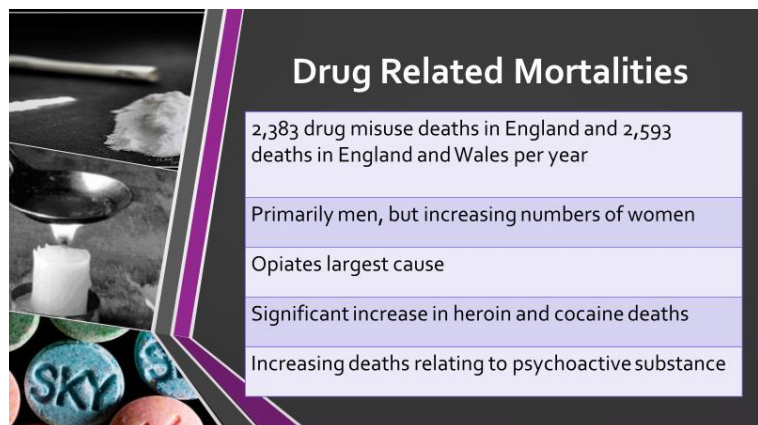 Drug Related Mortalities
2,383 drug misuse deaths in England and 2,593
deaths in England and Wales per year
Primarily men, but increasing numbers of women
Opiates largest cause
Significant increase in heroin and cocaine deaths
Increasing deaths relating to psychoactive substance
SKY